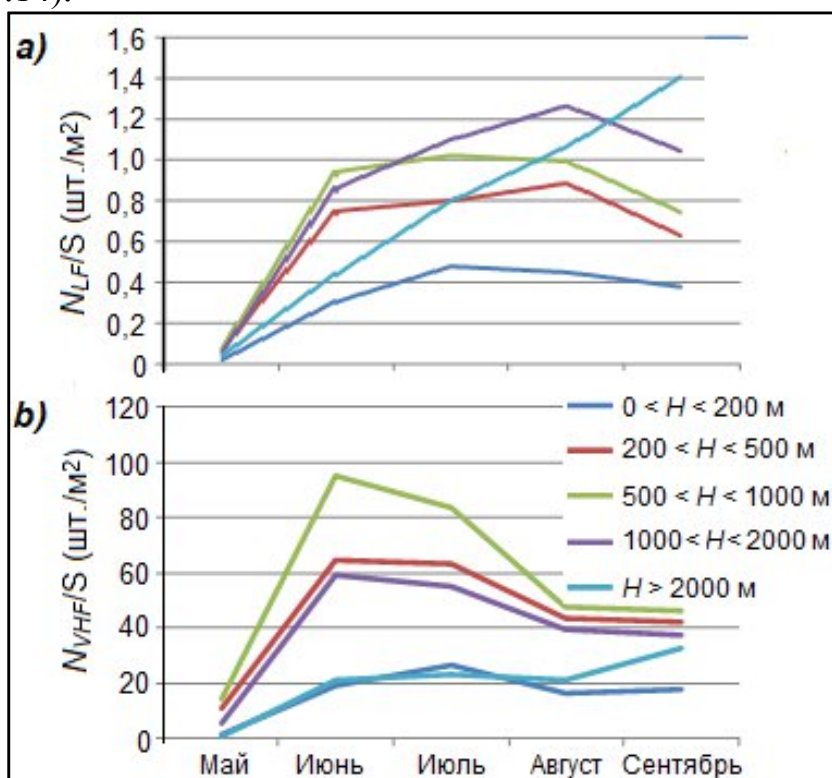 .14).
a)
1,6
1,4
1,2
1,0
0,8
0,6
0,4
0,2
0
N_LF/S (шт./м²)
b)
120
100
80
60
40
20
0
N_VHF/S (шт./м²)
0 < H < 200 м
200 < H < 500 м
500 < H < 1000 м
1000 < H < 2000 м
H > 2000 м
Май Июнь Июль Август Сентябрь